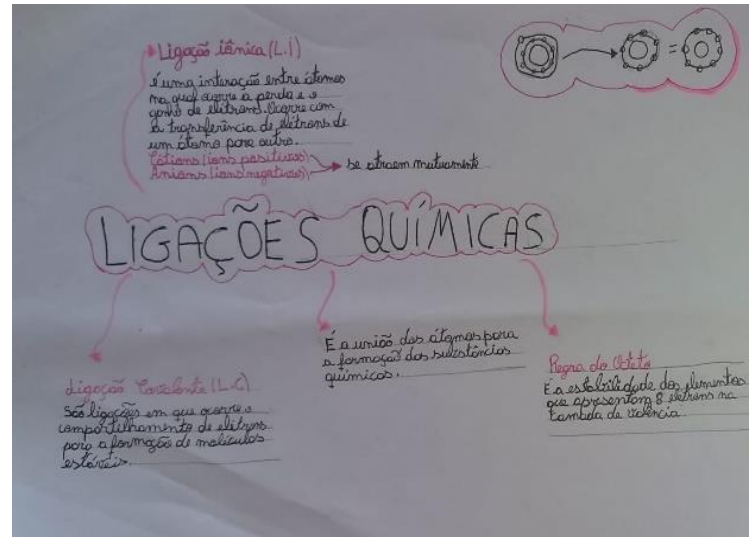 Ligação iônica (L.I)
é uma interação entre átomos
na qual ocorre a perda e o
ganho de elétrons. Ocorre com
a transferência de elétrons de
um átomo para outro.
Cátions (íons positivos)
Anions (íons negativos)
se atraem mutuamente
LIGAÇÕES QUÍMICAS
É a união dos átomos para
a formação das substâncias
químicas.
Ligação Covalente (L.C)
São ligações em que ocorre o
compartilhamento de elétrons
para a formação de moléculas
estáveis.
Regra do Octeto
É a estabilidade dos elementos
que apresentam 8 elétrons na
Camada de valência